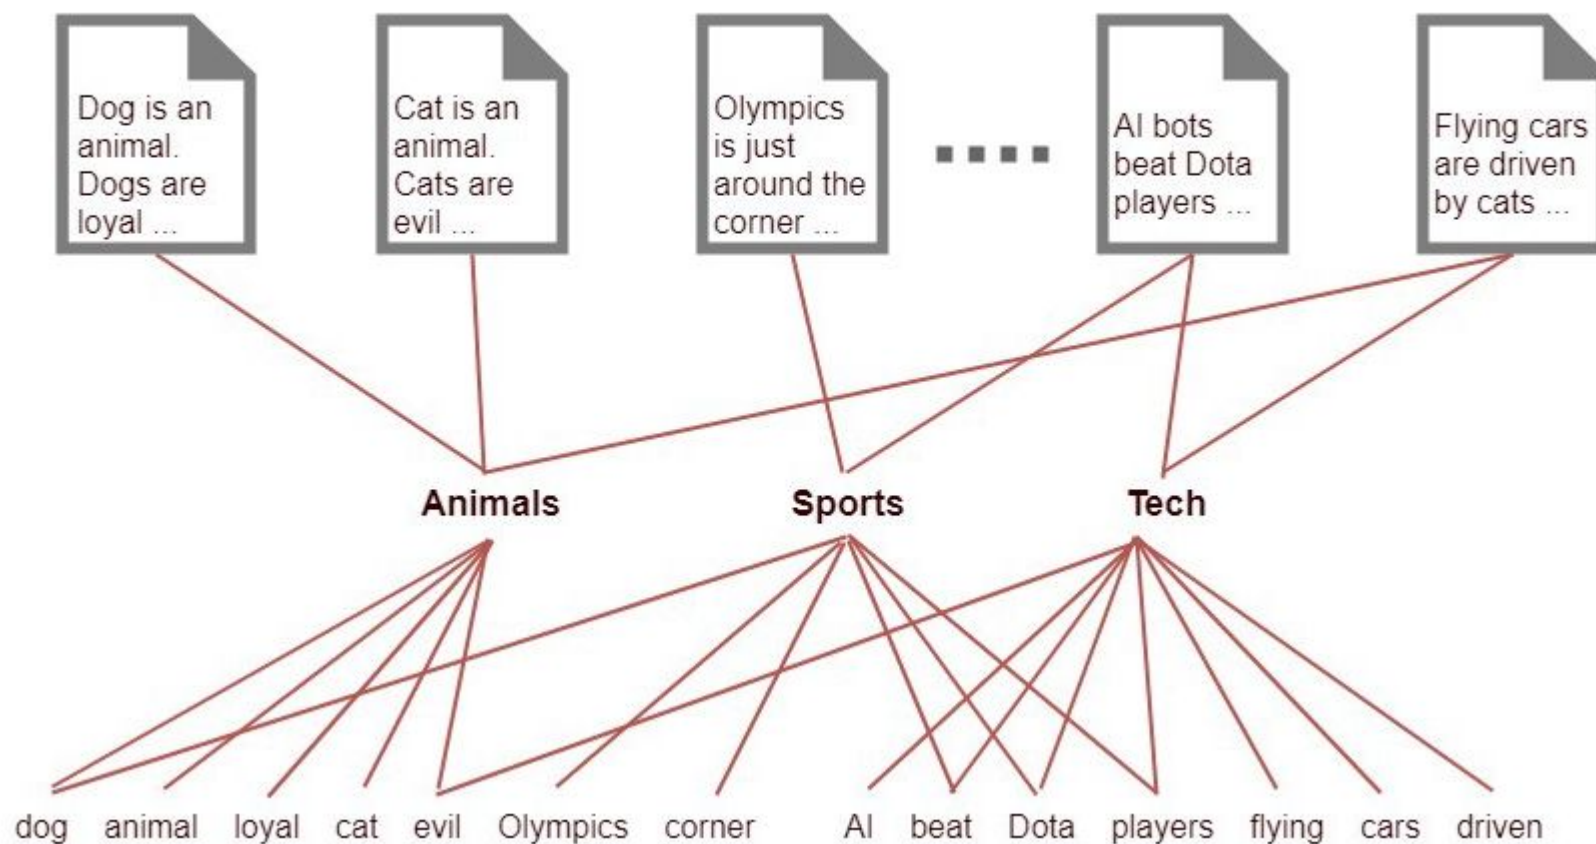 Dog is an
animal.
Dogs are
loyal ...
Cat is an
animal.
Cats are
evil ...
Olympics
is just
around the
corner ...
AI bots
beat Dota
players ...
Flying cars
are driven
by cats ...
Animals
Sports
Tech
dog
animal
loyal
cat
evil
Olympics
corner
AI
beat
Dota
players
flying
cars
driven